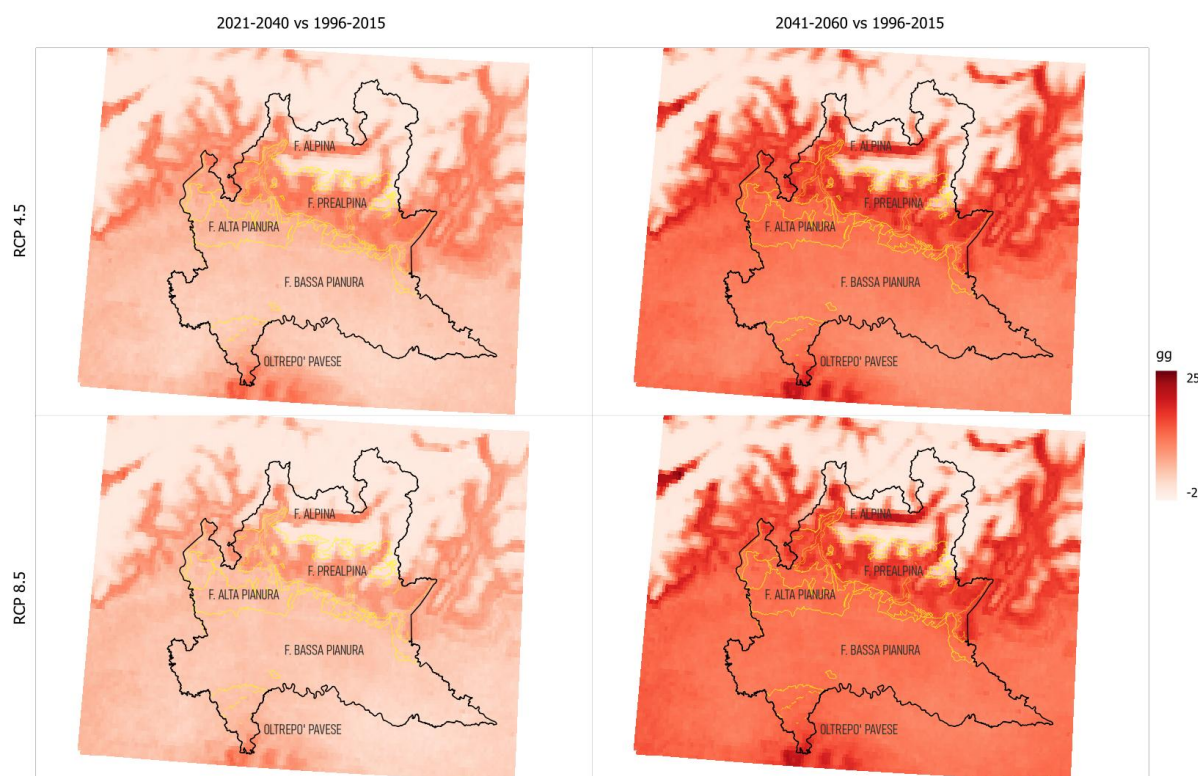 2021-2040 vs 1996-2015
2041-2060 vs 1996-2015
RCP 4.5
F. ALPINA
F. PREALPINA
F. ALTA PIANURA
F. BASSA PIANURA
OLTREPO' PAVESE
F. ALPINA
F. PREALPINA
F. ALTA PIANURA
F. BASSA PIANURA
OLTREPO' PAVESE
gg
25
-2
RCP 8.5
F. ALPINA
F. PREALPINA
F. ALTA PIANURA
F. BASSA PIANURA
OLTREPO' PAVESE
F. ALPINA
F. PREALPINA
F. ALTA PIANURA
F. BASSA PIANURA
OLTREPO' PAVESE